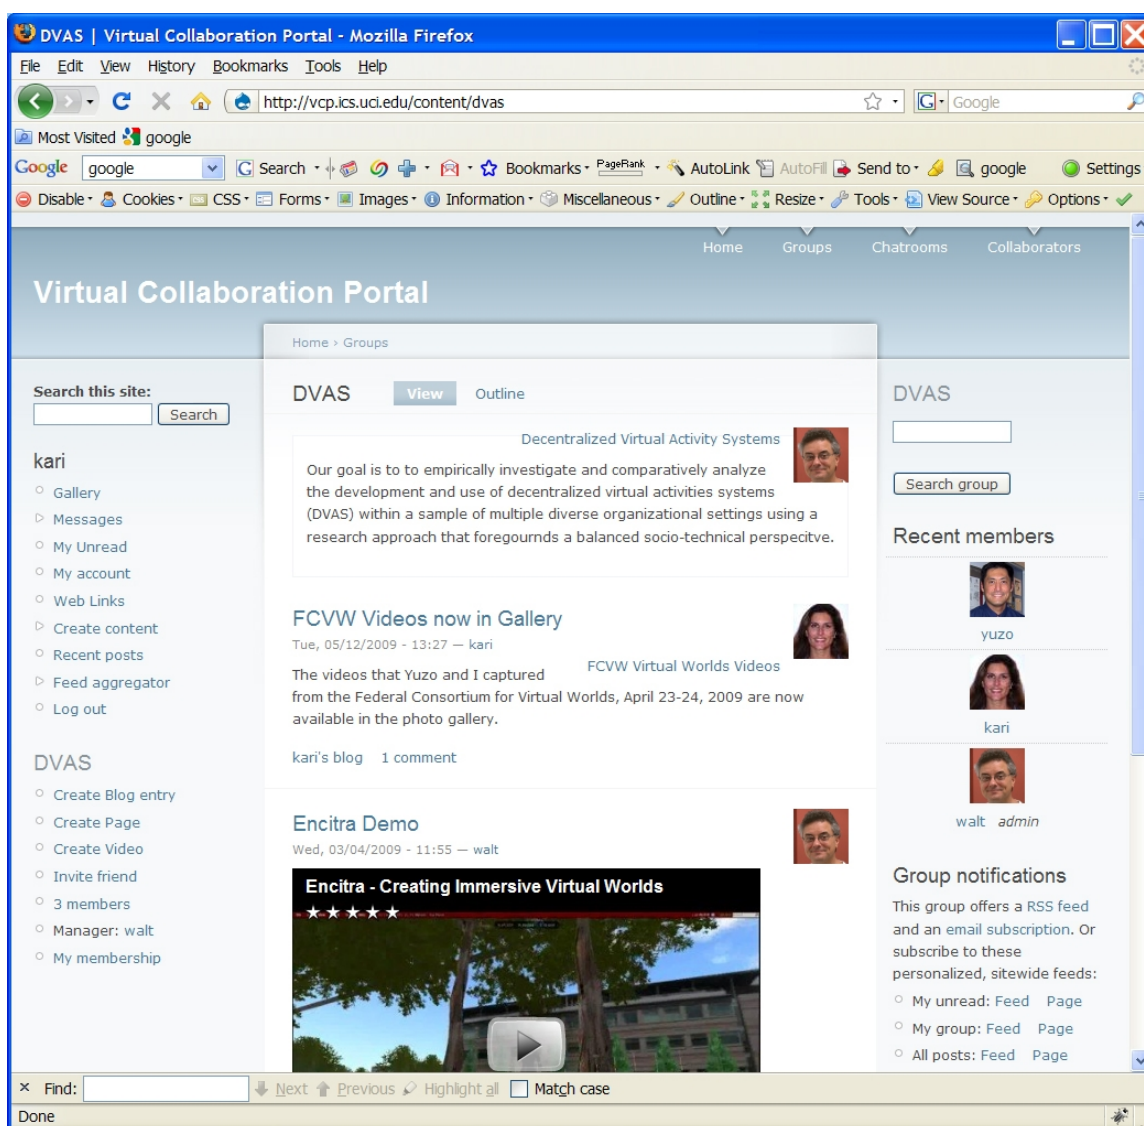 DVAS | Virtual Collaboration Portal - Mozilla Firefox
File Edit View History Bookmarks Tools Help
http://vcp.ics.uci.edu/content/dvas
G Google
Most Visited google
Google google G Search Bookmarks PageRank AutoLink AutoFill Send to google Settings
Disable Cookies CSS Forms Images Information Miscellaneous Outline Resize Tools View Source Options
Home Groups Chatrooms Collaborators
Virtual Collaboration Portal
Home › Groups
Search this site:
Search
kari
Gallery
Messages
My Unread
My account
Web Links
Create content
Recent posts
Feed aggregator
Log out
DVAS
Create Blog entry
Create Page
Create Video
Invite friend
3 members
Manager: walt
My membership
DVAS View Outline
Decentralized Virtual Activity Systems
Our goal is to to empirically investigate and comparatively analyze
the development and use of decentralized virtual activities systems
(DVAS) within a sample of multiple diverse organizational settings using a
research approach that foregournds a balanced socio-technical perspecitve.
FCVW Videos now in Gallery
Tue, 05/12/2009 - 13:27 — kari
FCVW Virtual Worlds Videos
The videos that Yuzo and I captured
from the Federal Consortium for Virtual Worlds, April 23-24, 2009 are now
available in the photo gallery.
kari's blog 1 comment
Encitra Demo
Wed, 03/04/2009 - 11:55 — walt
Encitra - Creating Immersive Virtual Worlds
DVAS
Search group
Recent members
yuzo
kari
walt admin
Group notifications
This group offers a RSS feed
and an email subscription. Or
subscribe to these
personalized, sitewide feeds:
My unread: Feed Page
My group: Feed Page
All posts: Feed Page
× Find: Next Previous Highlight all Match case
Done